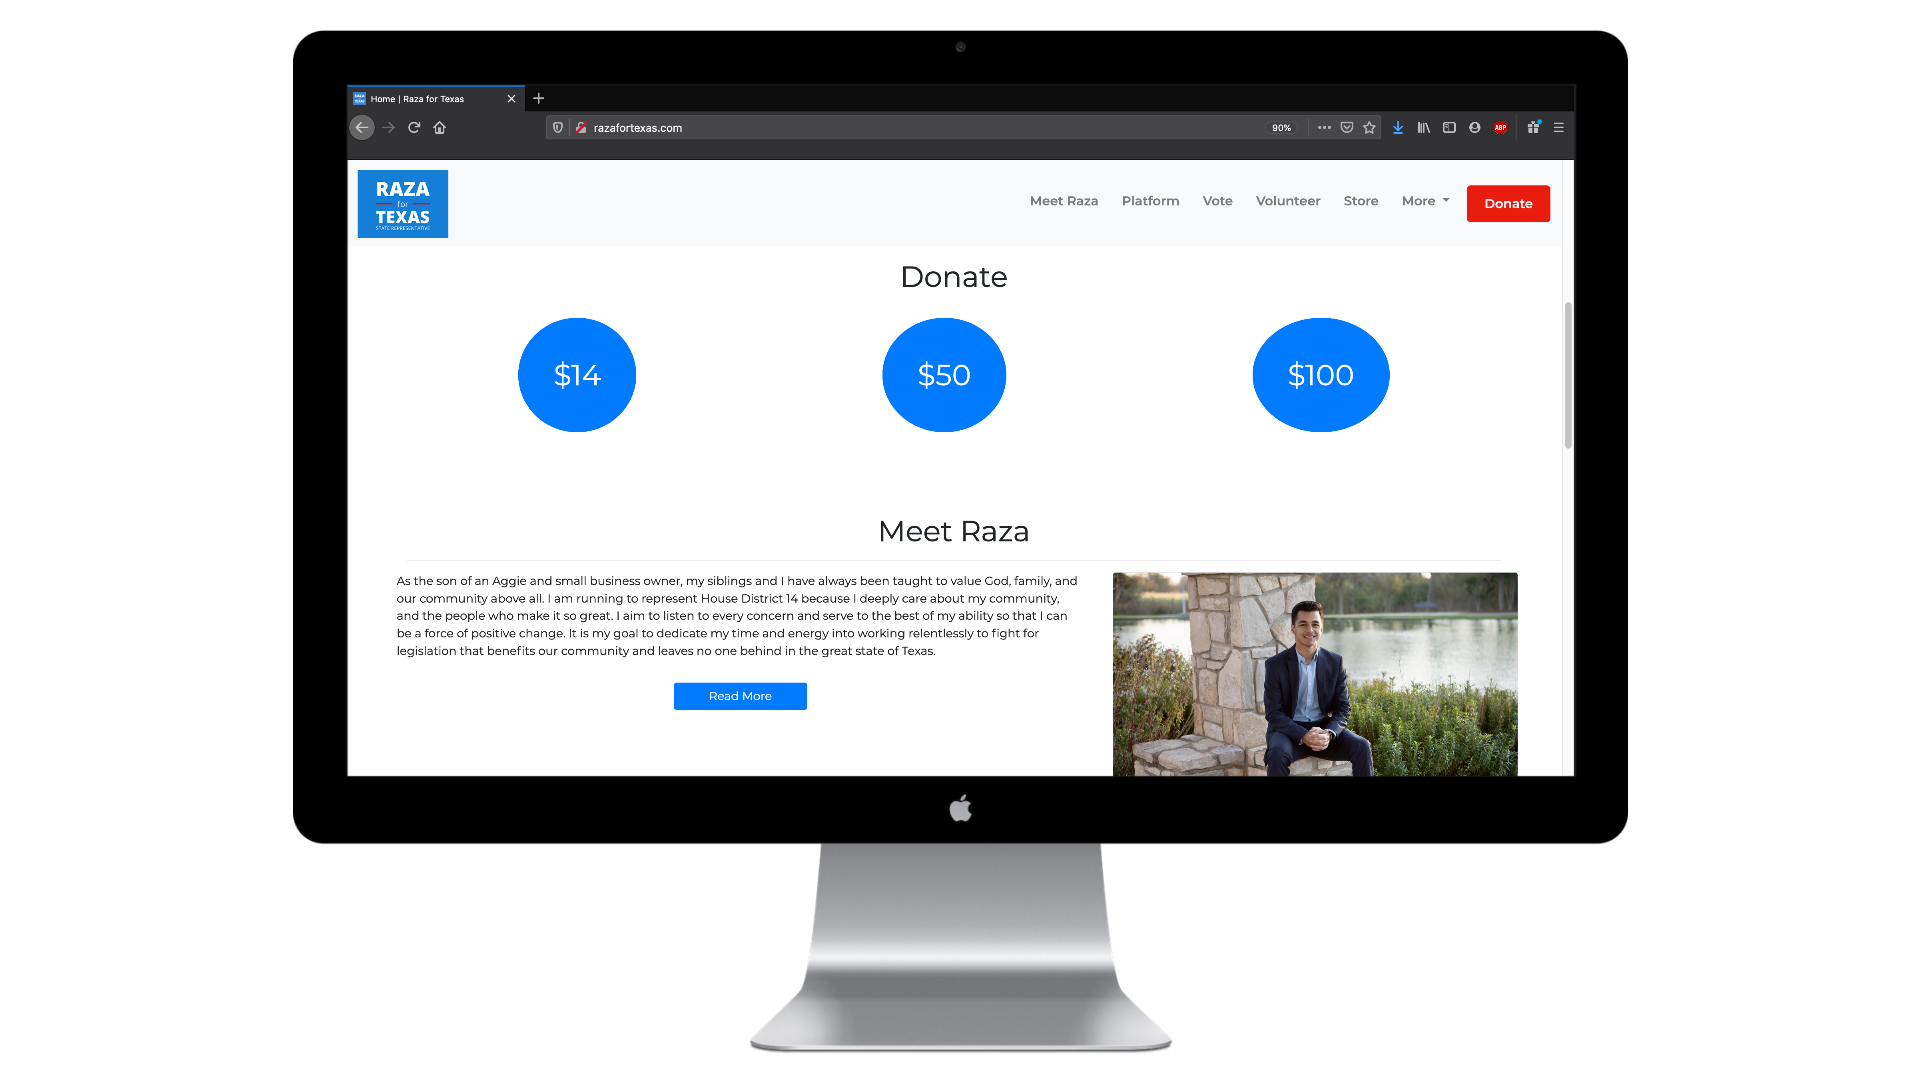 Home | Raza for Texas
razafortexas.com
90%
ABP
RAZA
for
TEXAS
STATE REPRESENTATIVE
Meet Raza
Platform
Vote
Volunteer
Store
More
Donate
Donate
$14
$50
$100
Meet Raza
As the son of an Aggie and small business owner, my siblings and I have always been taught to value God, family, and
our community above all. I am running to represent House District 14 because I deeply care about my community,
and the people who make it so great. I aim to listen to every concern and serve to the best of my ability so that I can
be a force of positive change. It is my goal to dedicate my time and energy into working relentlessly to fight for
legislation that benefits our community and leaves no one behind in the great state of Texas.
Read More